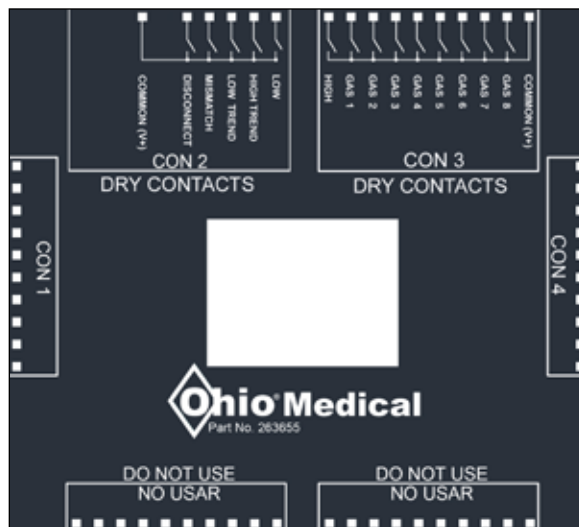 COMMON (V+)
DISCONNECT
MISMATCH
LOW TREND
HIGH TREND
LOW
CON 2
DRY CONTACTS
HIGH
GAS 1
GAS 2
GAS 3
GAS 4
GAS 5
GAS 6
GAS 7
GAS 8
COMMON (V+)
CON 3
DRY CONTACTS
CON 1
CON 4
Ohio® Medical
Part No. 263655
DO NOT USE
NO USAR
DO NOT USE
NO USAR